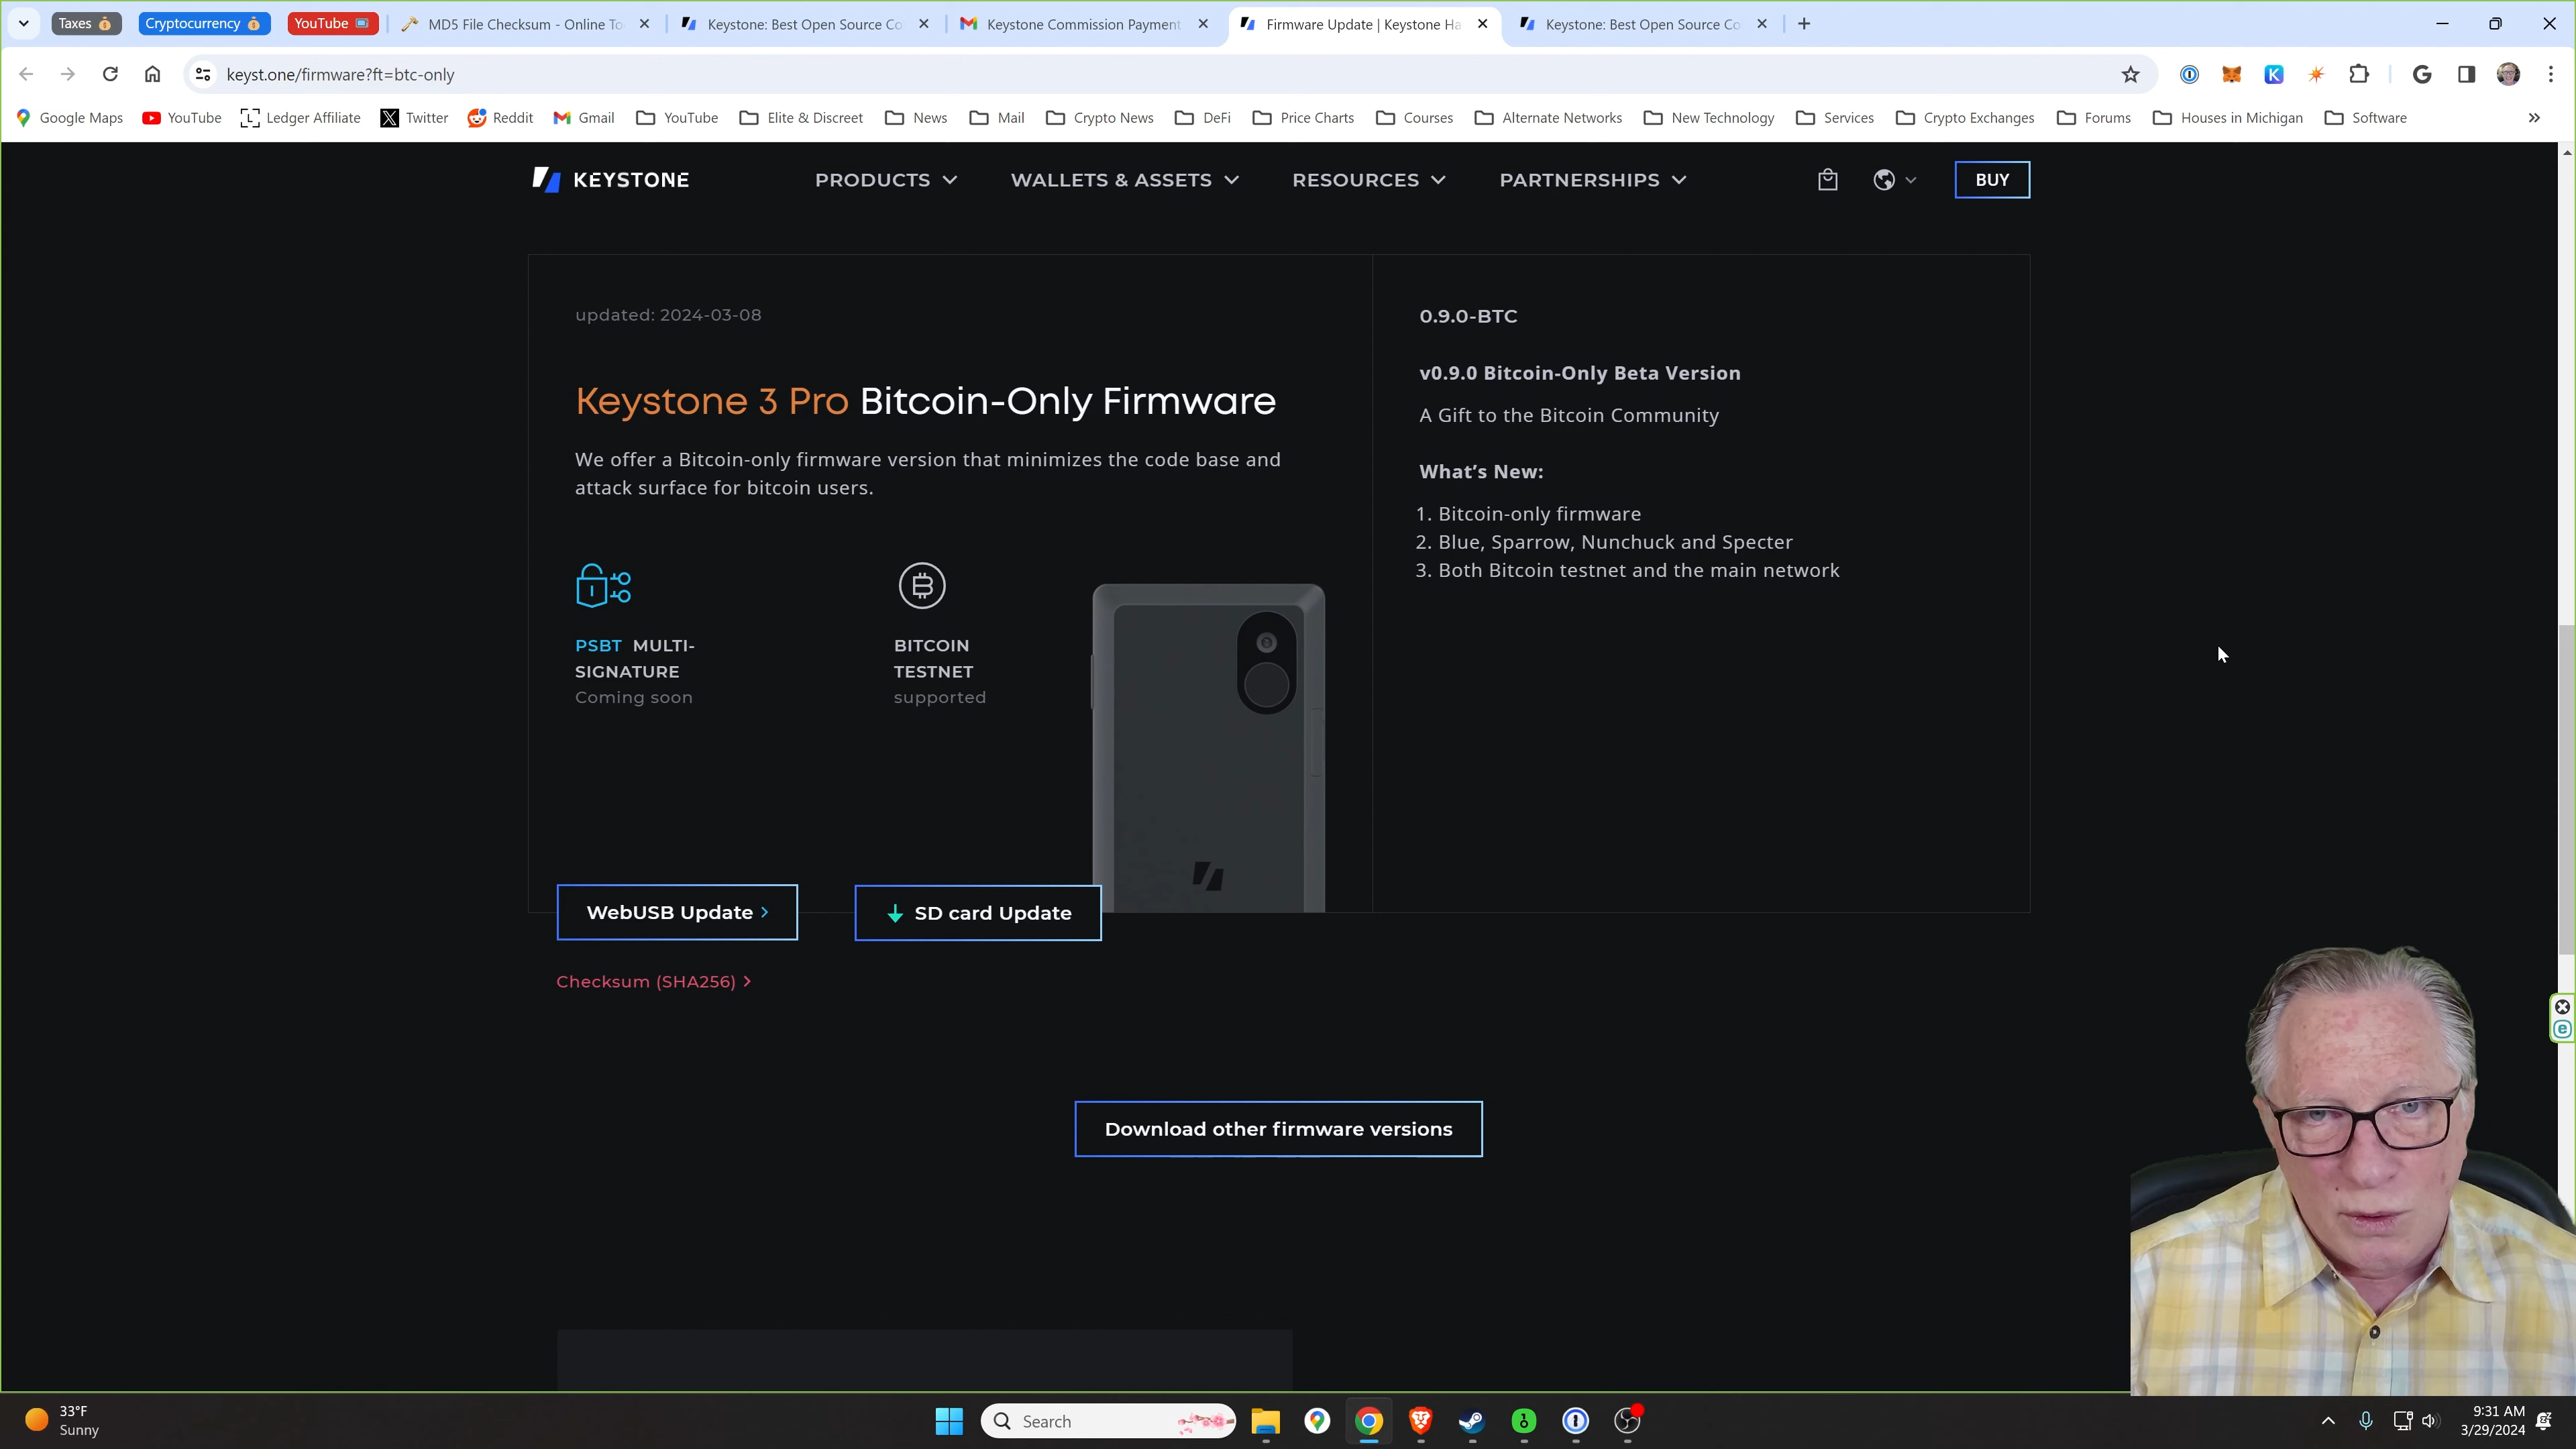 Taxes
Cryptocurrency
YouTube
MD5 File Checksum - Online To
Keystone: Best Open Source Co
Keystone Commission Payment
Firmware Update | Keystone Ha
Keystone: Best Open Source Co
keyst.one/firmware?ft=btc-only
Google Maps
YouTube
Ledger Affiliate
Twitter
Reddit
Gmail
YouTube
Elite & Discreet
News
Mail
Crypto News
DeFi
Price Charts
Courses
Alternate Networks
New Technology
Services
Crypto Exchanges
Forums
Houses in Michigan
Software
KEYSTONE
PRODUCTS
WALLETS & ASSETS
RESOURCES
PARTNERSHIPS
BUY
updated: 2024-03-08
Keystone 3 Pro Bitcoin-Only Firmware
We offer a Bitcoin-only firmware version that minimizes the code base and
attack surface for bitcoin users.
PSBT MULTI-
SIGNATURE
Coming soon
BITCOIN
TESTNET
supported
0.9.0-BTC
v0.9.0 Bitcoin-Only Beta Version
A Gift to the Bitcoin Community
What's New:
1. Bitcoin-only firmware
2. Blue, Sparrow, Nunchuck and Specter
3. Both Bitcoin testnet and the main network
WebUSB Update
SD card Update
Checksum (SHA256)
Download other firmware versions
33°F
Sunny
Search
9:31 AM
3/29/2024